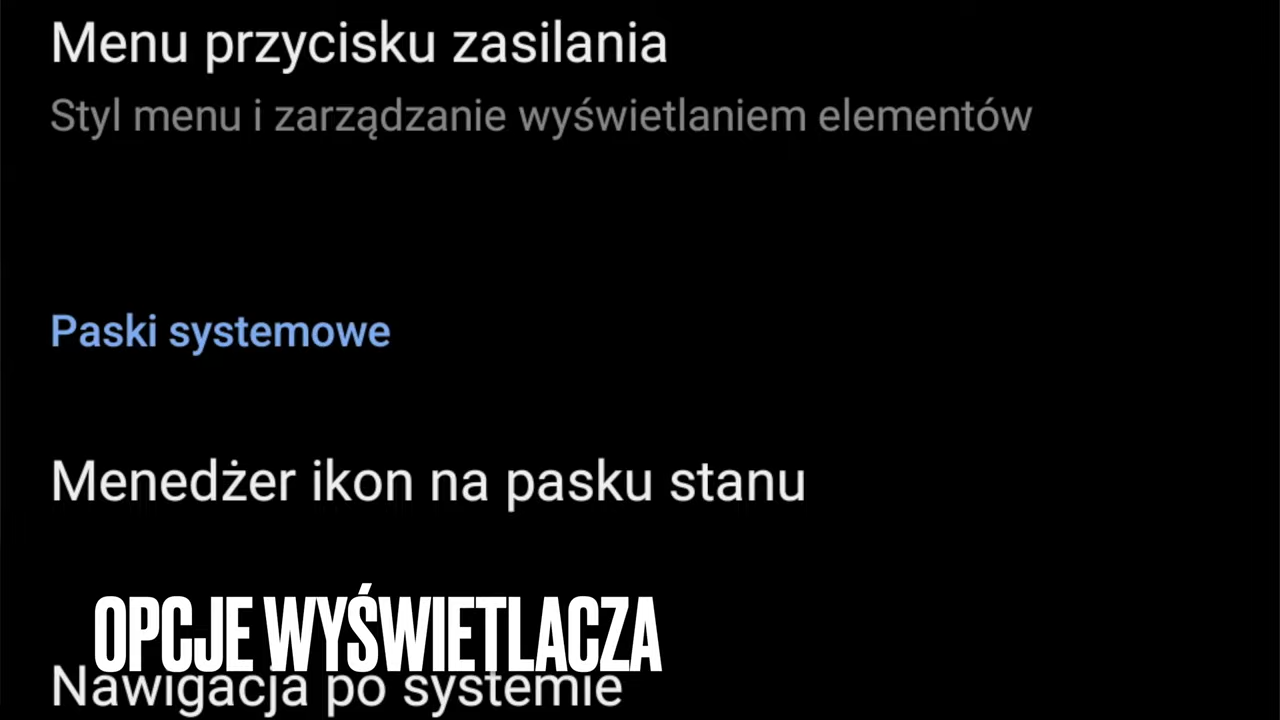 Menu przycisku zasilania
Styl menu i zarządzanie wyświetlaniem elementów
Paski systemowe
Menedżer ikon na pasku stanu
OPCJE WYŚWIETLACZA
Nawigacja po systemie